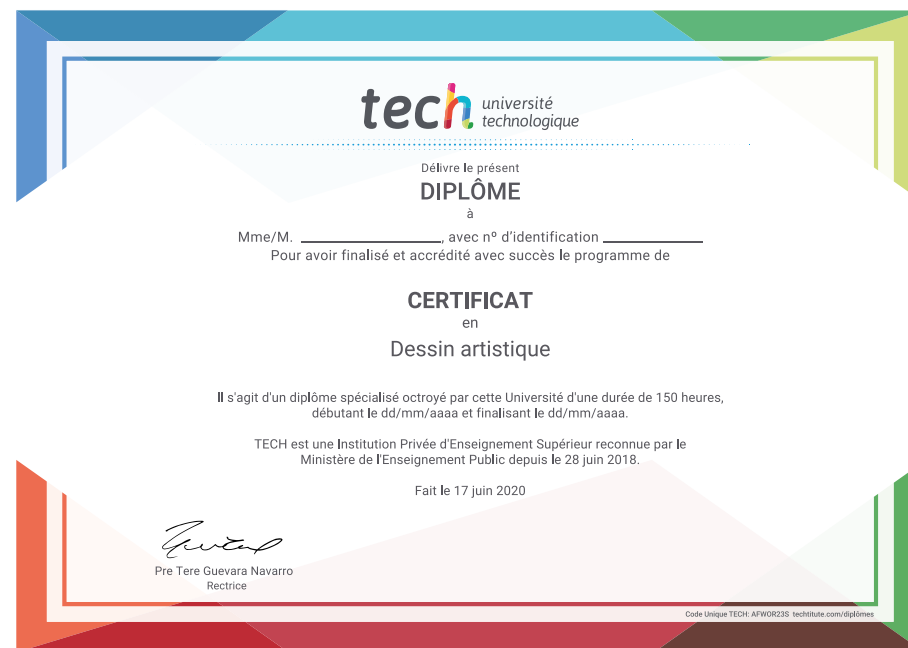 tech université
technologique
Délivre le présent
DIPLÔME
à
Mme/M. ____________________, avec nº d'identification ______________
Pour avoir finalisé et accrédité avec succès le programme de
CERTIFICAT
en
Dessin artistique
Il s'agit d'un diplôme spécialisé octroyé par cette Université d'une durée de 150 heures,
débutant le dd/mm/aaaa et finalisant le dd/mm/aaaa.
TECH est une Institution Privée d'Enseignement Supérieur reconnue par le
Ministère de l'Enseignement Public depuis le 28 juin 2018.
Fait le 17 juin 2020
Pre Tere Guevara Navarro
Rectrice
Code Unique TECH: AFWOR23S techtitute.com/diplômes